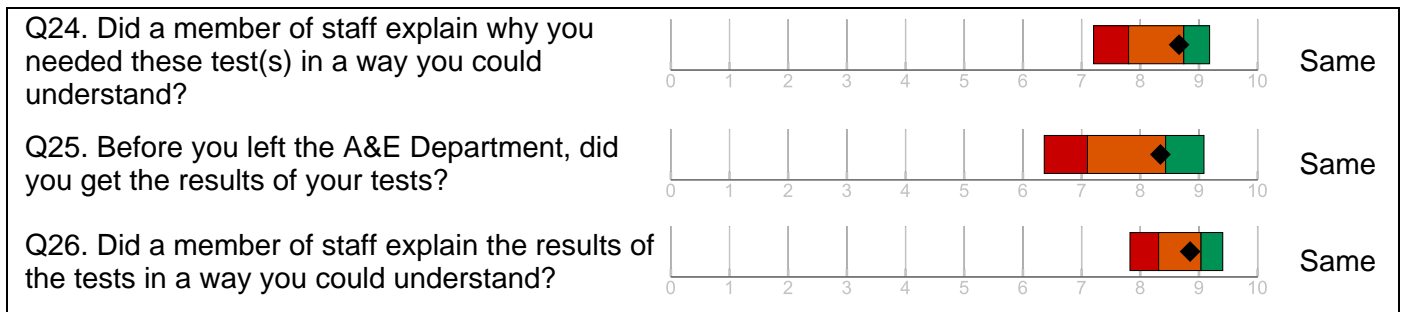 Q24. Did a member of staff explain why you
needed these test(s) in a way you could
understand?
0 1 2 3 4 5 6 7 8 9 10
Same
Q25. Before you left the A&E Department, did
you get the results of your tests?
0 1 2 3 4 5 6 7 8 9 10
Same
Q26. Did a member of staff explain the results of
the tests in a way you could understand?
0 1 2 3 4 5 6 7 8 9 10
Same